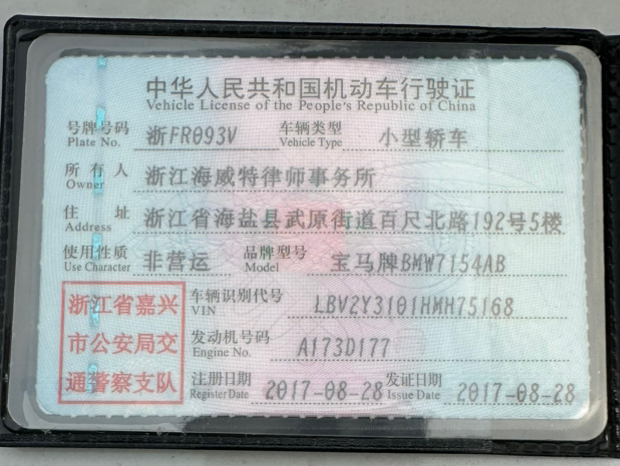 中华人民共和国机动车行驶证
Vehicle License of the People's Republic of China
号牌号码 浙FR093V 车辆类型 小型轿车
Plate No. Vehicle Type
所有人 浙江海威特律师事务所
Owner
住址 浙江省海盐县武原街道百尺北路192号5楼
Address
使用性质 非营运 品牌型号 宝马牌BMW7154AB
Use Character Model
浙江省嘉兴
市公安局交
通警察支队
车辆识别代号 LBV2Y3101HMH75168
VIN
发动机号码 A173D177
Engine No.
注册日期 2017-08-28 发证日期 2017-08-28
Register Date Issue Date